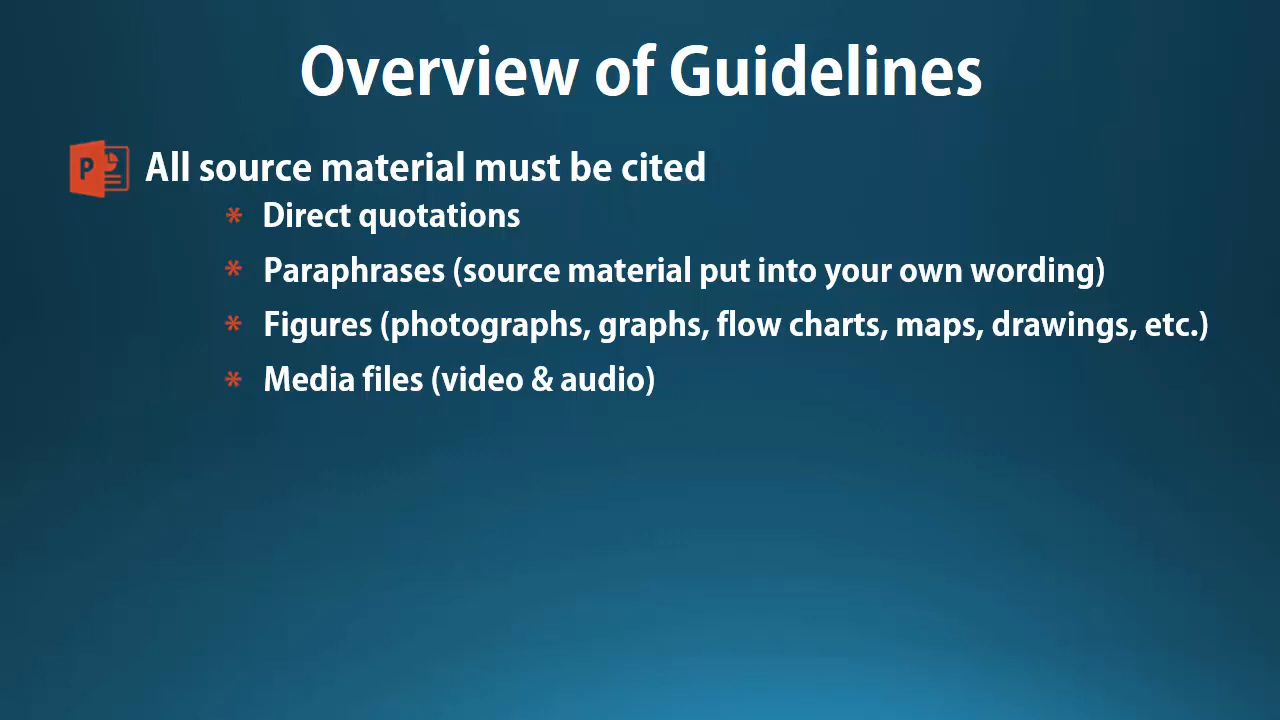 Overview of Guidelines
P All source material must be cited
* Direct quotations
* Paraphrases (source material put into your own wording)
* Figures (photographs, graphs, flow charts, maps, drawings, etc.)
* Media files (video & audio)